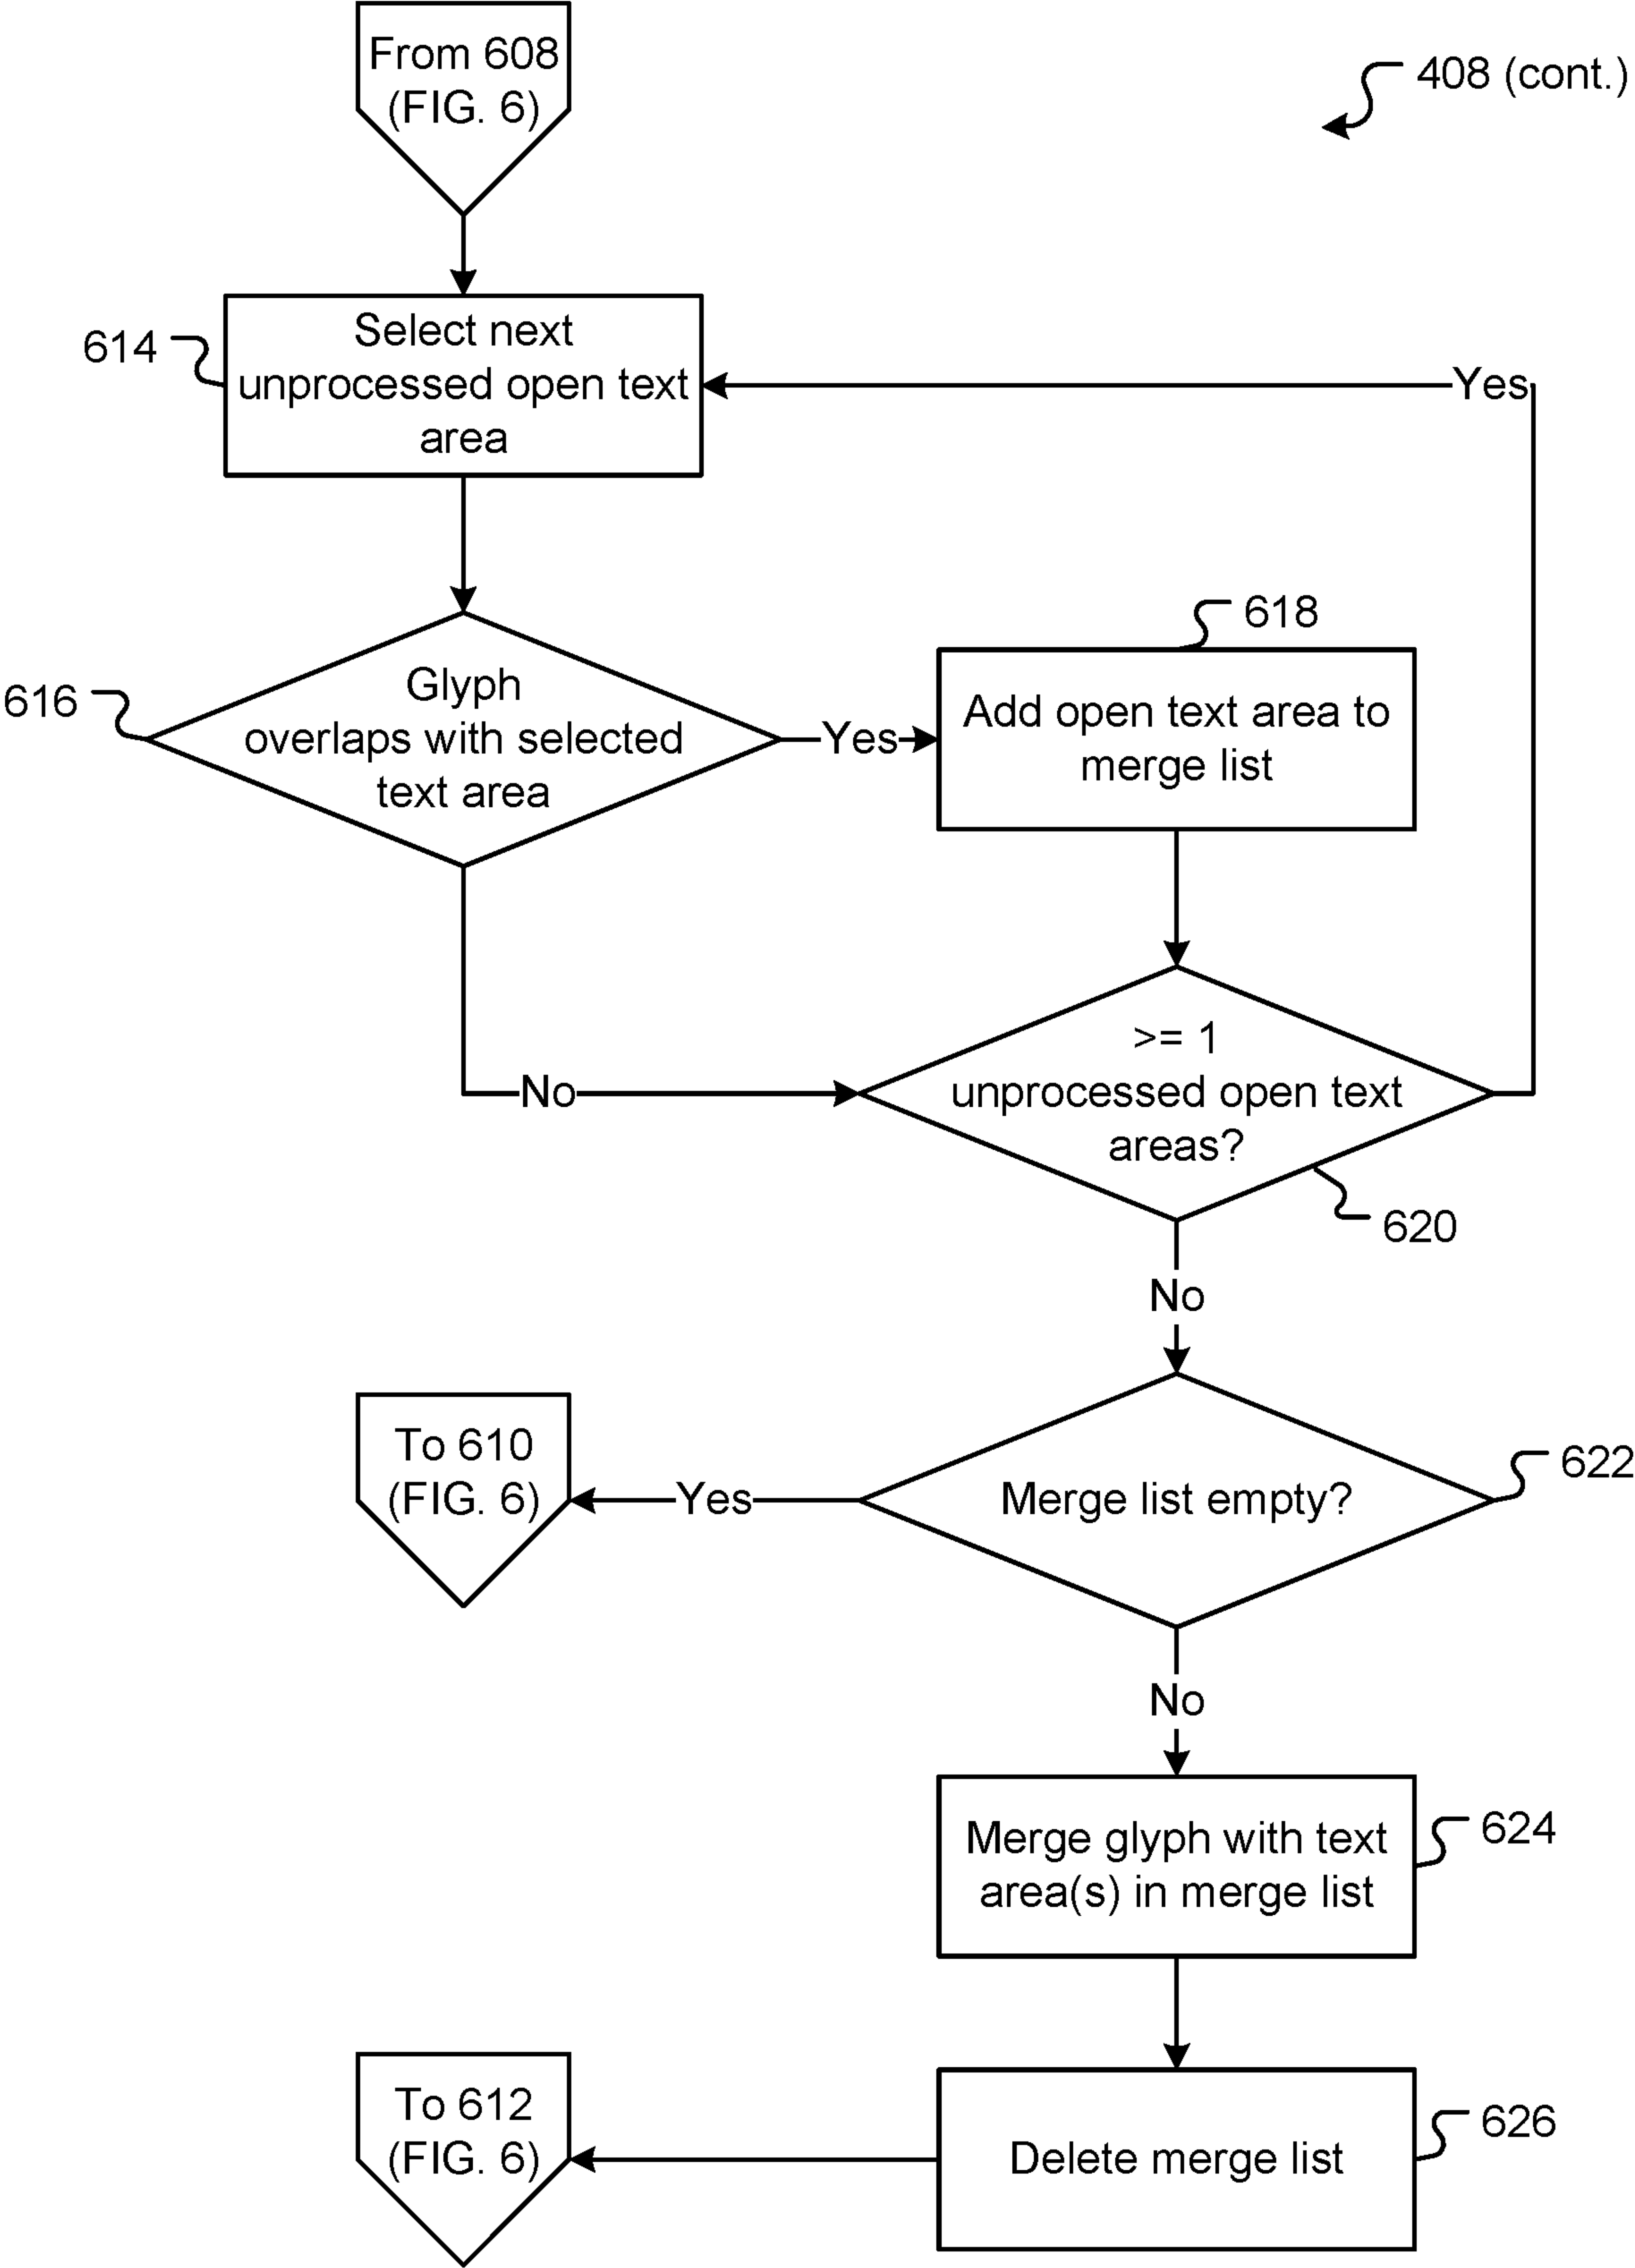 From 608
(FIG. 6)
408 (cont.)
614
Select next
unprocessed open text
area
Yes
616
Glyph
overlaps with selected
text area
Yes
618
Add open text area to
merge list
No
>= 1
unprocessed open text
areas?
620
No
To 610
(FIG. 6)
Yes
Merge list empty?
622
No
Merge glyph with text
area(s) in merge list
624
To 612
(FIG. 6)
Delete merge list
626